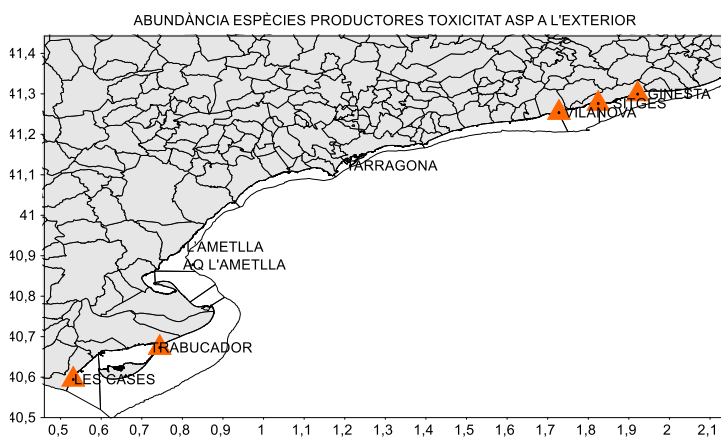 ABUNDÀNCIA ESPÈCIES PRODUCTORES TOXICITAT ASP A L'EXTERIOR
41,4
41,3
41,2
41,1
41
40,9
40,8
40,7
40,6
40,5
GINESTA
SITGES
VILANOVA
TARRAGONA
L'AMETLLA
AQ L'AMETLLA
TRABUCADOR
LES CASES
0,5 0,6 0,7 0,8 0,9 1 1,1 1,2 1,3 1,4 1,5 1,6 1,7 1,8 1,9 2 2,1